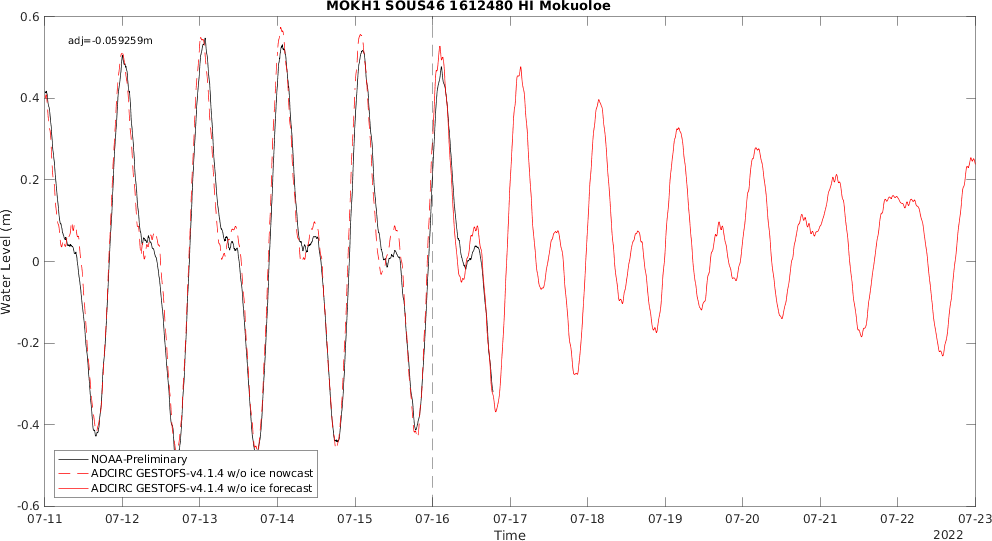 MOKH1 SOUS46 1612480 HI Mokuoloe
adj=-0.059259m
Water Level (m)
0.6
0.4
0.2
0
-0.2
-0.4
-0.6
NOAA-Preliminary
ADCIRC GESTOFS-v4.1.4 w/o ice nowcast
ADCIRC GESTOFS-v4.1.4 w/o ice forecast
07-11 07-12 07-13 07-14 07-15 07-16 07-17 07-18 07-19 07-20 07-21 07-22 07-23
Time
2022